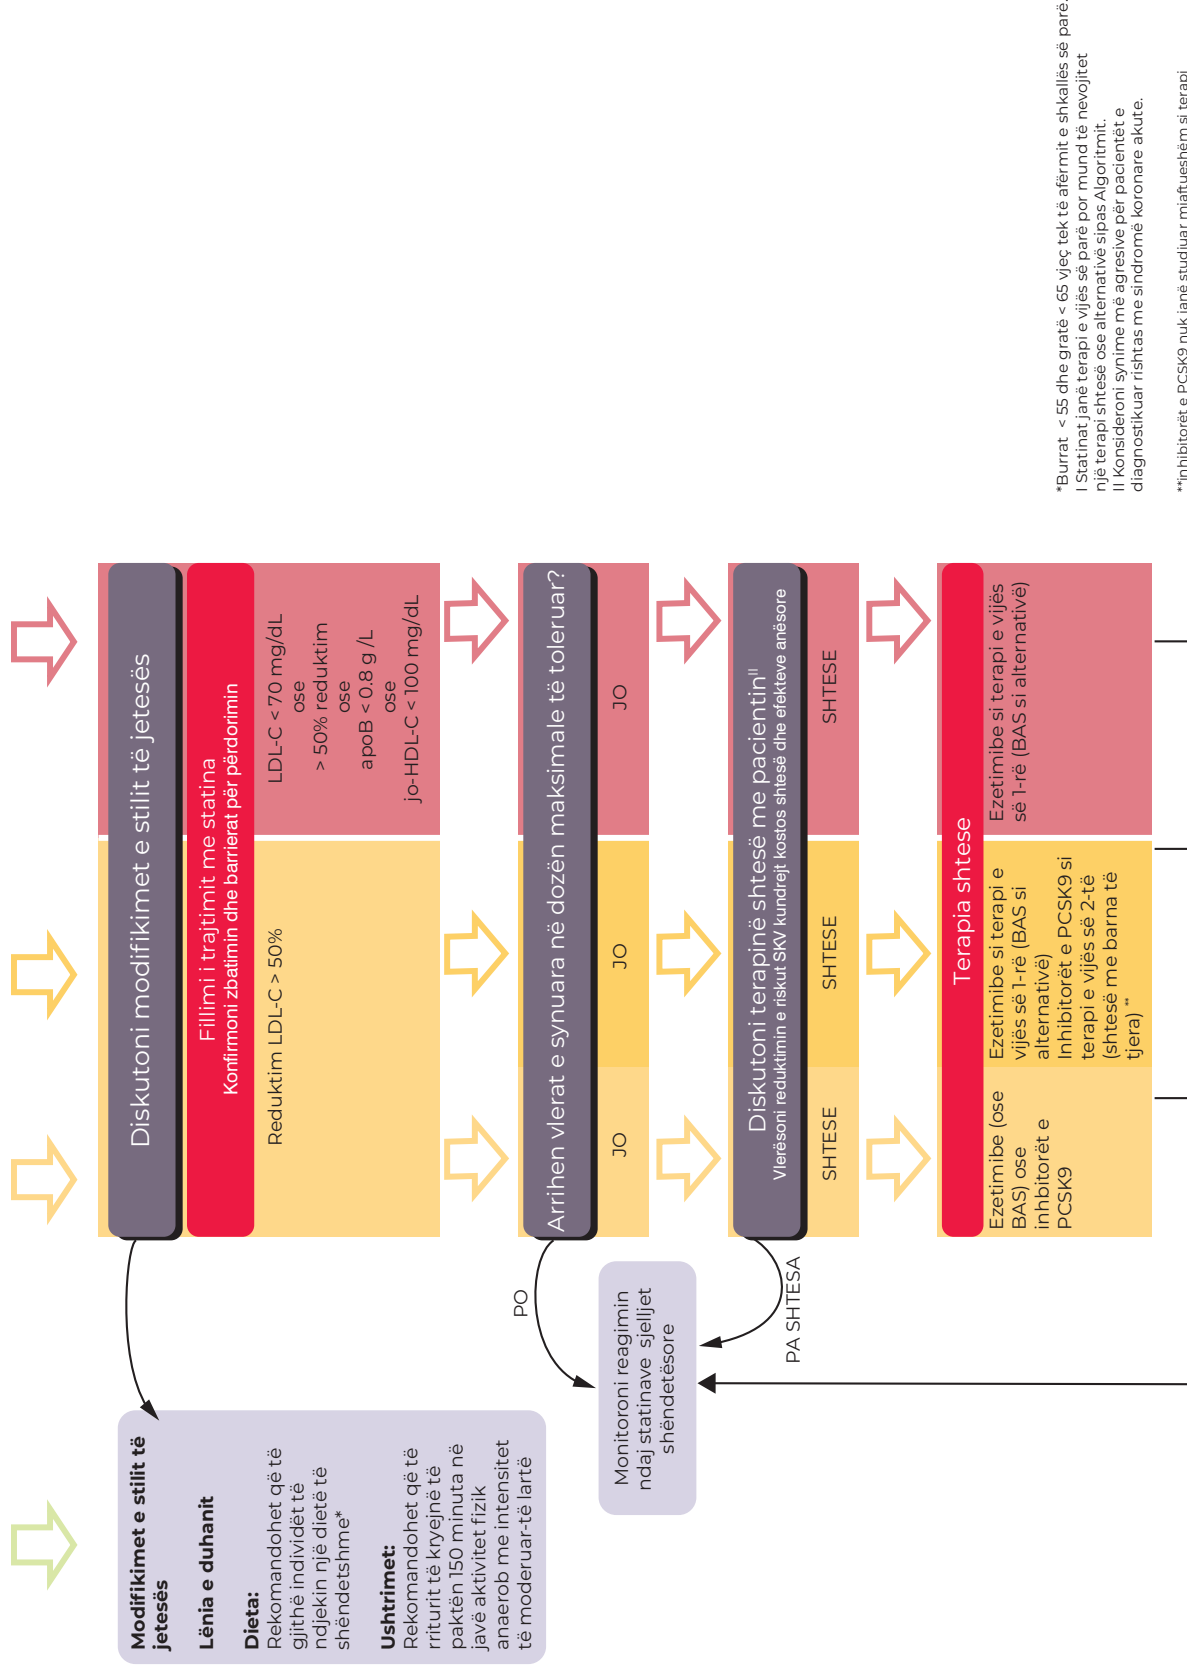 Modifikimet e stilit të
jetesës
Lënia e duhanit
Dieta:
Rekomandohet që të
gjithë individët të
ndjekin një dietë të
shëndetshme*
Ushtrimet:
Rekomandohet që të
rriturit të kryejnë të
paktën 150 minuta në
javë aktivitet fizik
anaerob me intensitet
të moderuar-të lartë
Diskutoni modifikimet e stilit të jetesës
Fillimi i trajtimit me statina
Konfirmoni zbatimin dhe barrierat për përdorimin
Reduktim LDL-C > 50%
LDL-C < 70 mg/dL
ose
> 50% reduktim
ose
apoB < 0.8 g /L
ose
jo-HDL-C < 100 mg/dL
PO
Arrihen vlerat e synuara në dozën maksimale të toleruar?
JO
JO
JO
Monitoroni reagimin
ndaj statinave sjelljet
shëndetësore
PA SHTESA
Diskutoni terapinë shtesë me pacientin II
Vlerësoni reduktimin e riskut SKV kundrejt kostos shtesë dhe efekteve anësore
SHTESE
SHTESE
SHTESE
Terapia shtese
Ezetimibe (ose
BAS) ose
inhbitorët e
PCSK9
Ezetimibe si terapi e
vijës së 1-rë (BAS si
alternativë)
Inhibitorët e PCSK9 si
terapi e vijës së 2-të
(shtesë me barna të
tjera) **
Ezetimibe si terapi e vijës
së 1-rë (BAS si alternativë)
*Burrat < 55 dhe gratë < 65 vjeç tek të afërmit e shkallës së parë.
I Statinat janë terapi e vijës së parë por mund të nevojitet
një terapi shtesë ose alternativë sipas Algoritmit.
II Konsideroni synime më agresive për pacientët e
diagnostikuar rishtas me sindromë koronare akute.
**inhibitorët e PCSK9 nuk janë studiuar mjaftueshëm si terapi